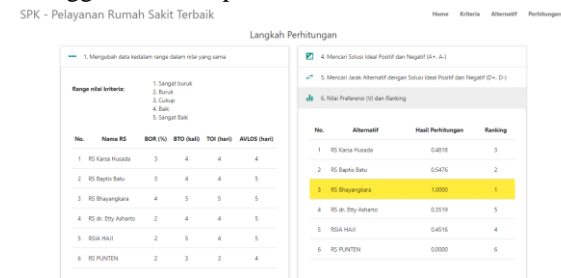 SPK - Pelayanan Rumah Sakit Terbaik
Home Kriteria Alternatif Perhitungan
Langkah Perhitungan
1. Mengubah data kedalam range dalam nilai yang sama
Range nilai kriteria:
1. Sangat buruk
2. Buruk
3. Cukup
4. Baik
5. Sangat Baik
No. Nama RS BOR (%) BTO (kali) TOI (hari) AVLOS (hari)
1 RS Karsa Husada 3 4 4 4
2 RS Baptis Batu 3 4 4 5
3 RS Bhayangkara 4 5 5 5
4 RS dr. Etty Asharto 2 4 4 5
5 RSIA HAJI 2 5 4 5
6 RS PUNTEN 2 3 3 4
4. Mencari Solusi Ideal Positif dan Negatif (A+, A-)
5. Mencari Jarak Alternatif dengan Solusi Ideal Positif dan Negatif (D+, D-)
6. Nilai Preferensi (V) dan Ranking
No. Alternatif Hasil Perhitungan Ranking
1 RS Karsa Husada 0.4818 3
2 RS Baptis Batu 0.5476 2
3 RS Bhayangkara 1.0000 1
4 RS dr. Etty Asharto 0.3519 5
5 RSIA HAJI 0.4516 4
6 RS PUNTEN 0.0000 6